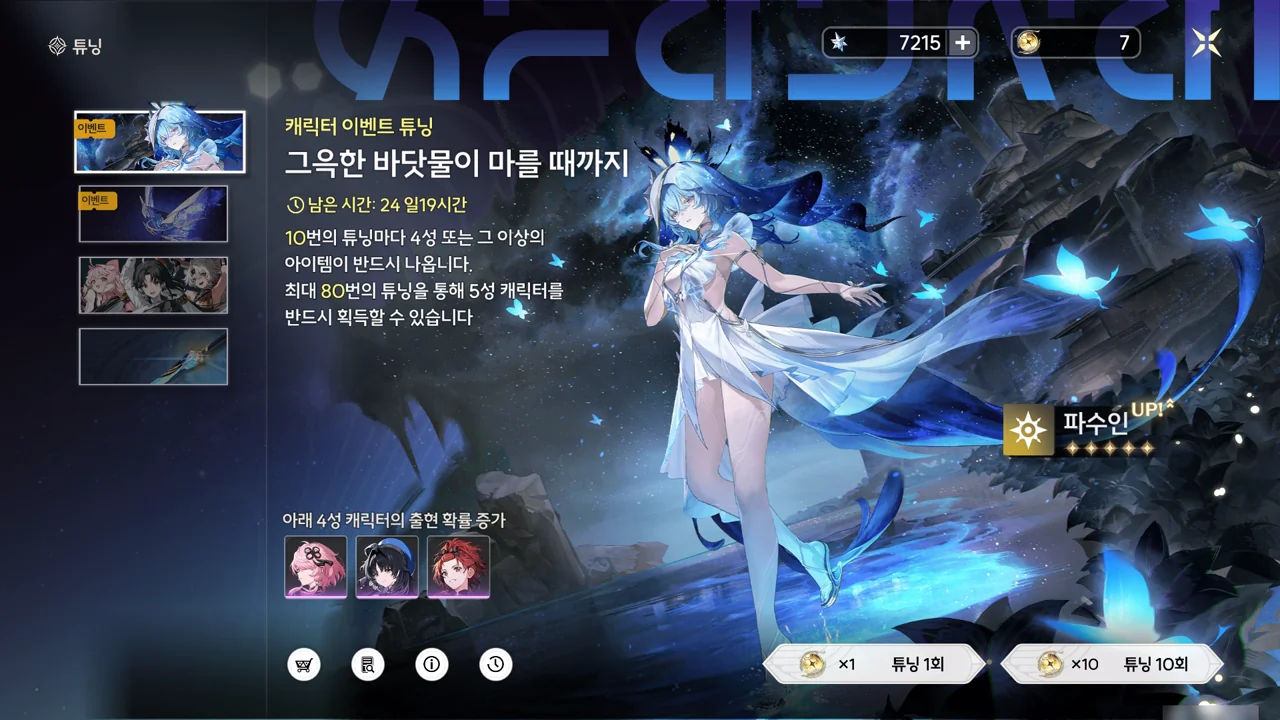 튜닝
7215
7
이벤트
이벤트
캐릭터 이벤트 튜닝
그윽한 바닷물이 마를 때까지
남은 시간: 24 일19시간
10번의 튜닝마다 4성 또는 그 이상의
아이템이 반드시 나옵니다.
최대 80번의 튜닝을 통해 5성 캐릭터를
반드시 획득할 수 있습니다
파수인 UP!
아래 4성 캐릭터의 출현 확률 증가
×1 튜닝 1회
×10 튜닝 10회